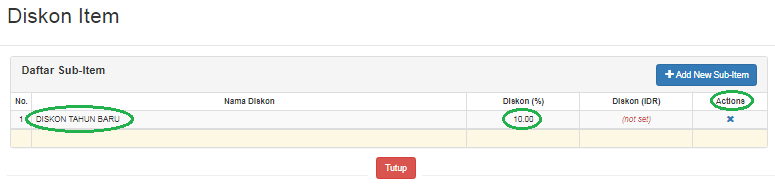 Diskon Item
Daftar Sub-Item
Add New Sub-Item
No. Nama Diskon Diskon (%) Diskon (IDR) Actions
1 DISKON TAHUN BARU 10.00 (not set)
Tutup